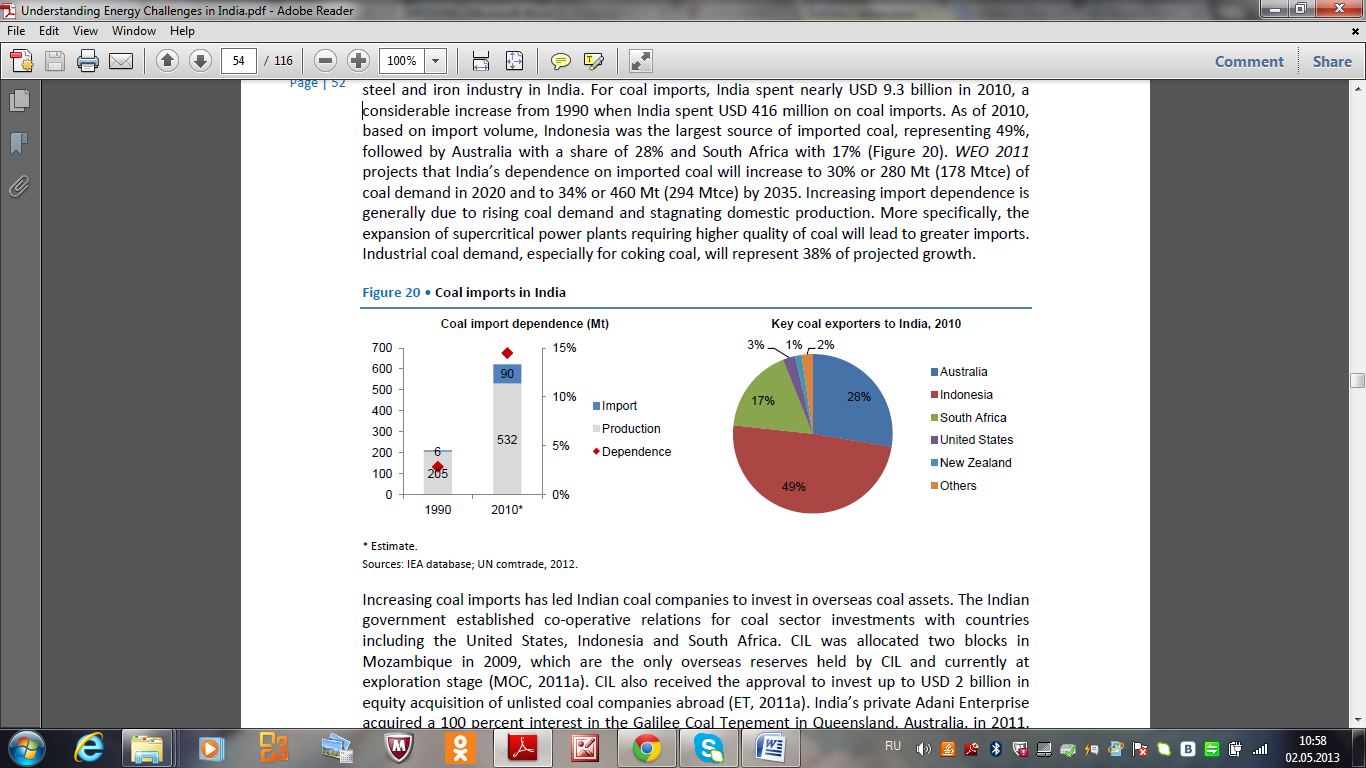 Understanding Energy Challenges in India.pdf - Adobe Reader
File Edit View Window Help
54 / 116 100% Comment Share
Page | 52
steel and iron industry in India. For coal imports, India spent nearly USD 9.3 billion in 2010, a
considerable increase from 1990 when India spent USD 416 million on coal imports. As of 2010,
based on import volume, Indonesia was the largest source of imported coal, representing 49%,
followed by Australia with a share of 28% and South Africa with 17% (Figure 20). WEO 2011
projects that India's dependence on imported coal will increase to 30% or 280 Mt (178 Mtce) of
coal demand in 2020 and to 34% or 460 Mt (294 Mtce) by 2035. Increasing import dependence is
generally due to rising coal demand and stagnating domestic production. More specifically, the
expansion of supercritical power plants requiring higher quality of coal will lead to greater imports.
Industrial coal demand, especially for coking coal, will represent 38% of projected growth.
Figure 20 • Coal imports in India
Coal import dependence (Mt)
700
600
500
400
300
200
100
0
15%
10%
5%
0%
6
205
90
532
1990 2010*
Import
Production
Dependence
Key coal exporters to India, 2010
3% 1% 2%
28%
17%
49%
Australia
Indonesia
South Africa
United States
New Zealand
Others
* Estimate.
Sources: IEA database; UN comtrade, 2012.
Increasing coal imports has led Indian coal companies to invest in overseas coal assets. The Indian
government established co-operative relations for coal sector investments with countries
including the United States, Indonesia and South Africa. CIL was allocated two blocks in
Mozambique in 2009, which are the only overseas reserves held by CIL and currently at
exploration stage (MOC, 2011a). CIL also received the approval to invest up to USD 2 billion in
equity acquisition of unlisted coal companies abroad (ET, 2011a). India's private Adani Enterprise
acquired a 100 percent interest in the Galilee Coal Tenement in Queensland, Australia, in 2011.
RU
10:58
02.05.2013